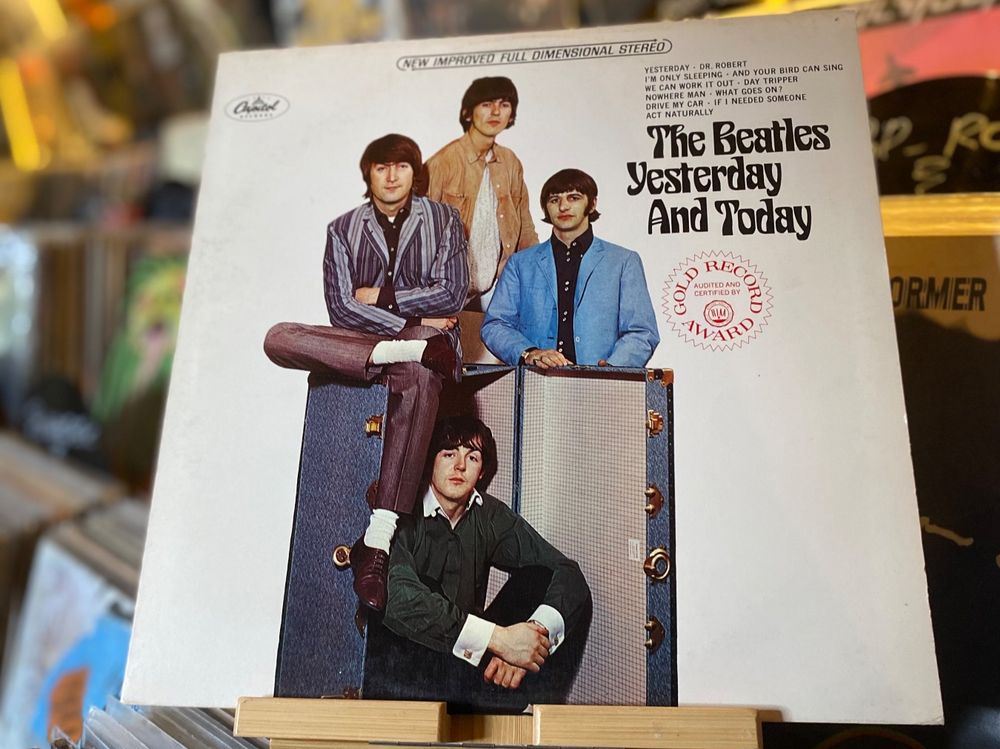 NEW IMPROVED FULL DIMENSIONAL STEREO
Capitol
RECORDS
YESTERDAY · DR. ROBERT
I'M ONLY SLEEPING · AND YOUR BIRD CAN SING
WE CAN WORK IT OUT · DAY TRIPPER
NOWHERE MAN · WHAT GOES ON?
DRIVE MY CAR · IF I NEEDED SOMEONE
ACT NATURALLY
The Beatles
Yesterday
And Today
GOLD RECORD
AUDITED AND
CERTIFIED BY
RIAA
AWARD
ORMER